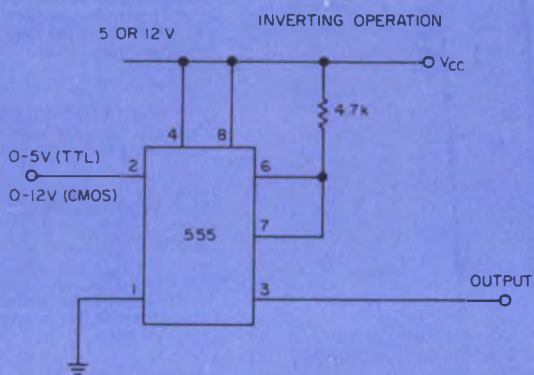 INVERTING OPERATION
5 OR 12 V
VCC
4.7k
4
8
0-5V (TTL)
2
6
0-12V (CMOS)
7
555
OUTPUT
1
3